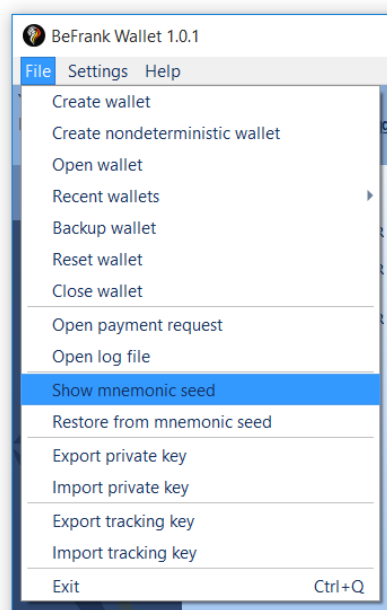 BeFrank Wallet 1.0.1
File Settings Help
Create wallet
Create nondeterministic wallet
Open wallet
Recent wallets
Backup wallet
Reset wallet
Close wallet
Open payment request
Open log file
Show mnemonic seed
Restore from mnemonic seed
Export private key
Import private key
Export tracking key
Import tracking key
Exit Ctrl+Q